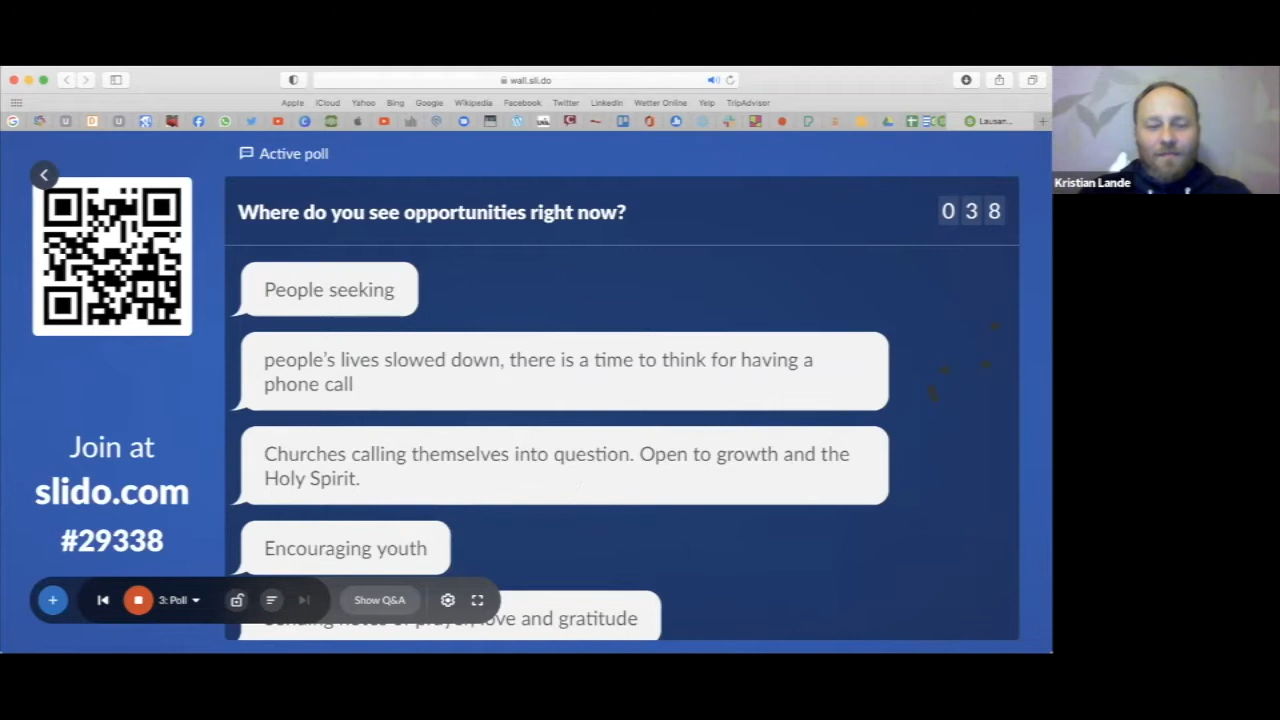 wall.sli.do
Apple iCloud Yahoo Bing Google Wikipedia Facebook Twitter LinkedIn Wetter Online Yelp TripAdvisor
Lausan...
Active poll
Where do you see opportunities right now?
0 3 8
Kristian Lande
People seeking
people's lives slowed down, there is a time to think for having a
phone call
Churches calling themselves into question. Open to growth and the
Holy Spirit.
Encouraging youth
love and gratitude
Join at
slido.com
#29338
3: Poll
Show Q&A